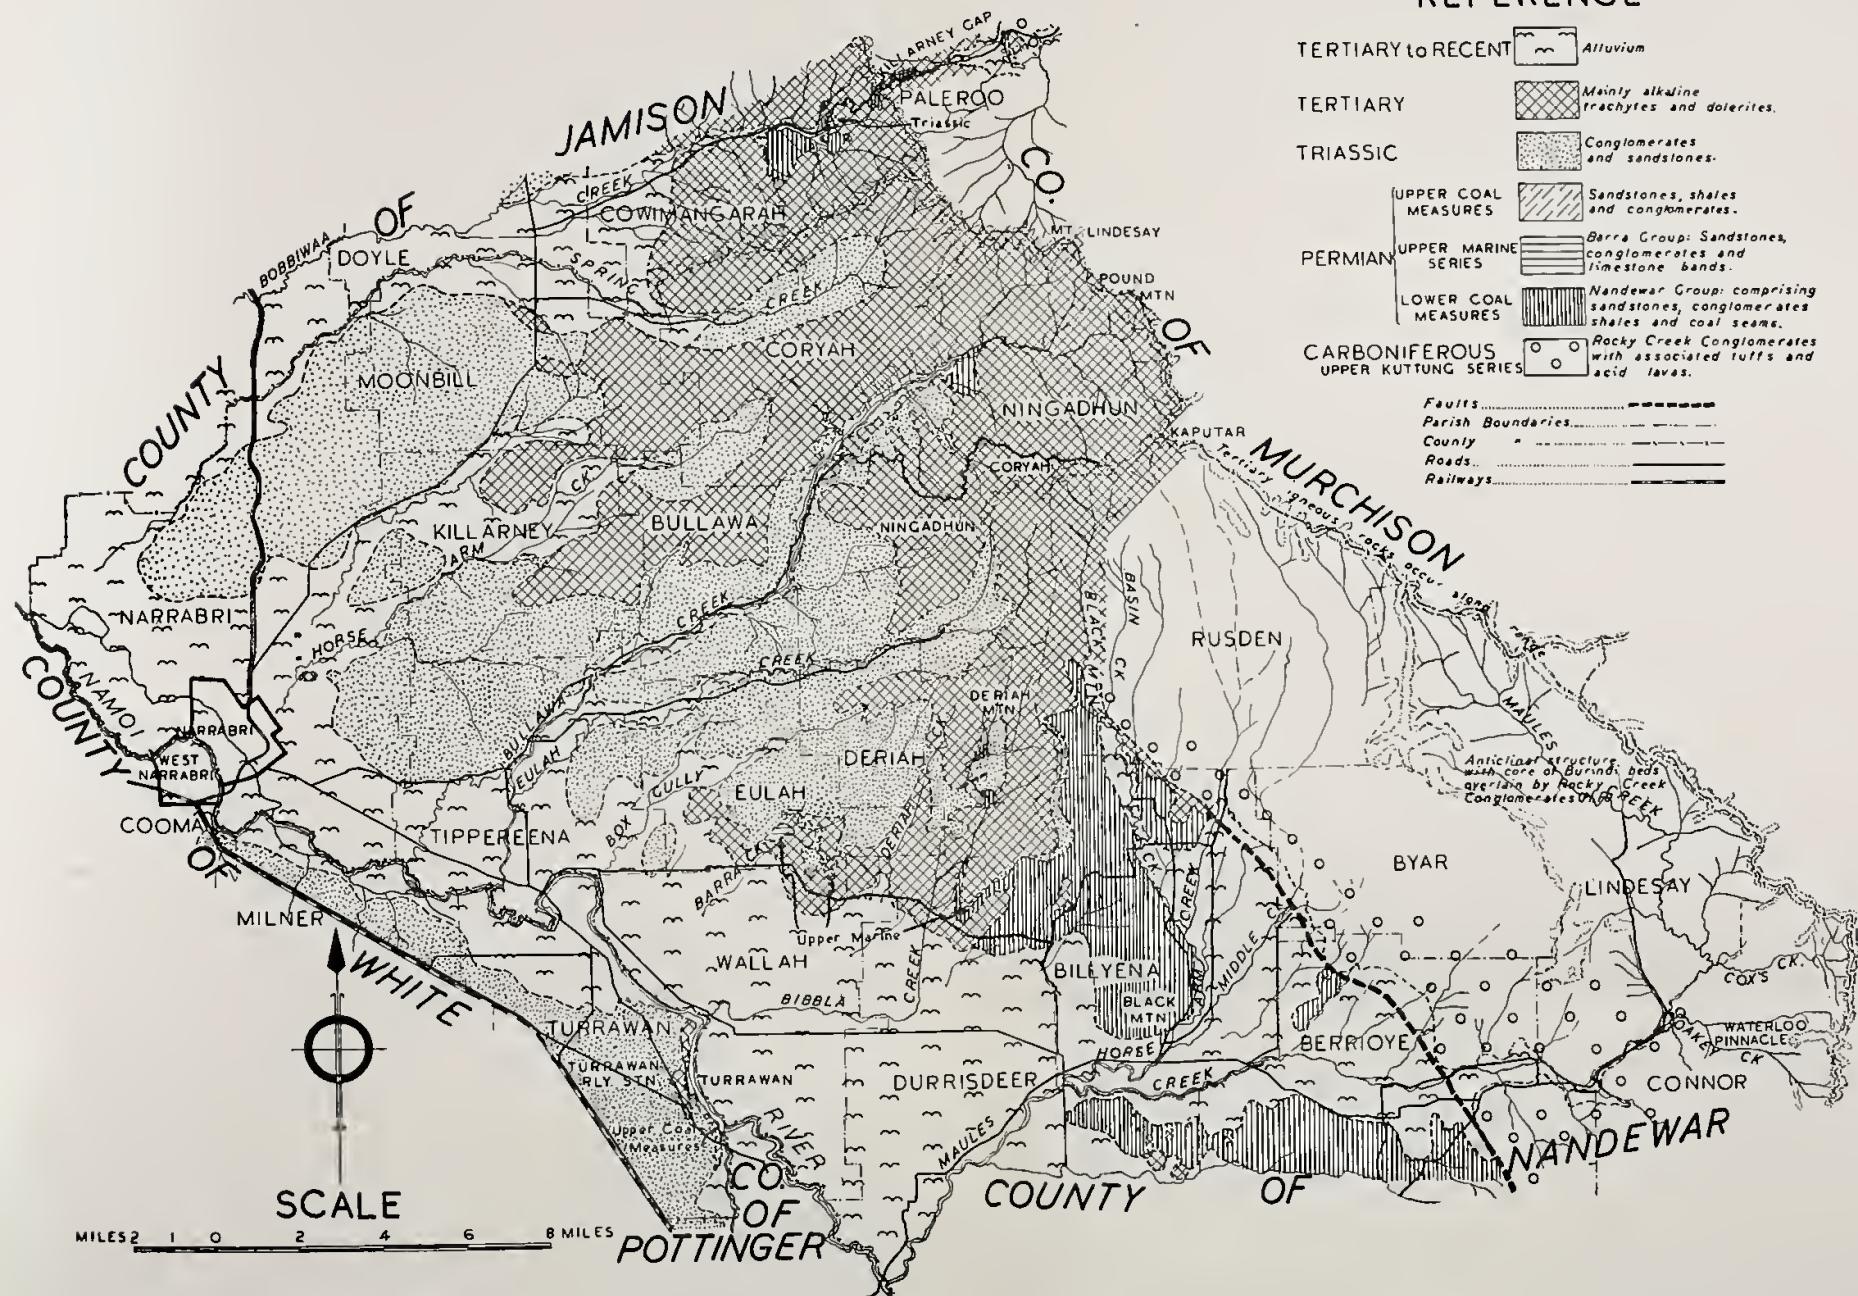 REFERENCE
TERTIARY to RECENT
Alluvium
TERTIARY
Mainly alkaline
trachytes and dolerites.
TRIASSIC
Conglomerates
and sandstones.
PERMIAN
UPPER COAL
MEASURES
Sandstones, shales
and conglomerates.
UPPER MARINE
SERIES
Barra Group: Sandstones,
conglomerates and
limestone bands.
LOWER COAL
MEASURES
Nandewar Group: comprising
sandstones, conglomerates
shales and coal seams.
CARBONIFEROUS
UPPER KUTTUNG SERIES
Rocky Creek Conglomerates
with associated tuffs and
acid lavas.
Faults
Parish Boundaries
County "
Roads
Railways
COUNTY OF JAMISON
KILLARNEY GAP
PALEROO
Triassic
CO. OF MURCHISON
CREEK
COWIMANGARAH
BOBBIWAA
DOYLE
SPRING
CREEK
MT. LINDESAY
POUND
MTN
MOONBILL
CORYAH
NINGADHUN
KAPUTAR
CORYAH
Tertiary igneous rocks occur along ridge
KILLARNEY
ARM
CK
BULLAWA
NINGADHUN
NARRABRI
HORSE
CREEK
CREEK
BLACK MTN
BASIN
CK
RUSDEN
COUNTY OF WHITE
NAMOI
NARRABRI
WEST
NARRABRI
BULLAWA
EULAH
DERIAH
MTN
MAULES
CREEK
Anticlinal structure
with core of Burindi beds
overlain by Rocky Creek
Conglomerates
DERIAH
EULAH
GULLY
BOX
COOMA
TIPPEREENA
BARRA CK
DERIAH
CREEK
CK
CREEK
ARM
BYAR
LINDESAY
MILNER
Upper Marine
WALLAH
BIBBLA
BILLYENA
BLACK
MTN
MIDDLE
CK
COX'S CK.
TURRAWAN
TURRAWAN
RLY. STN.
TURRAWAN
HORSE
BERRIOYE
OAKEY
CK
WATERLOO
PINNACLE
DURRISDEER
CREEK
CONNOR
Upper Coal
Measures
RIVER
MAULES
COUNTY OF NANDEWAR
CO.
OF
POTTINGER
SCALE
MILES 2 1 0 2 4 6 8 MILES